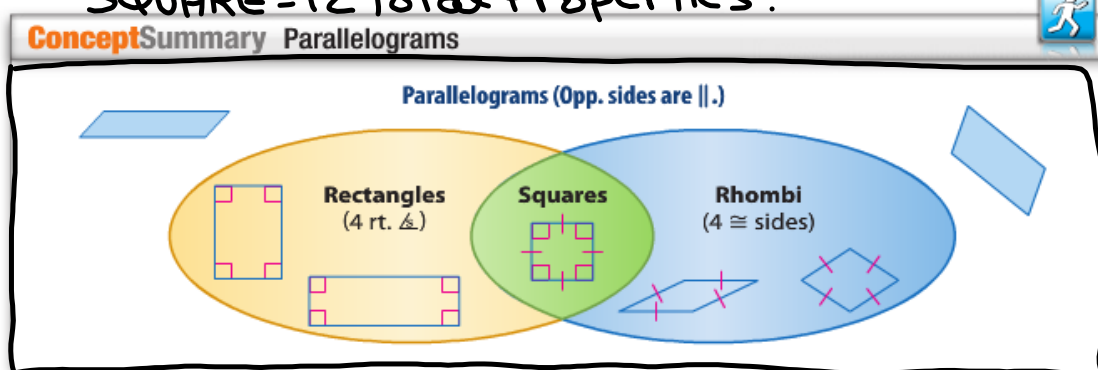 SQUARE = 12 Total Properties!
ConceptSummary Parallelograms
Parallelograms (Opp. sides are ||.)
Rectangles
(4 rt. ∠s)
Squares
Rhombi
(4 ≅ sides)